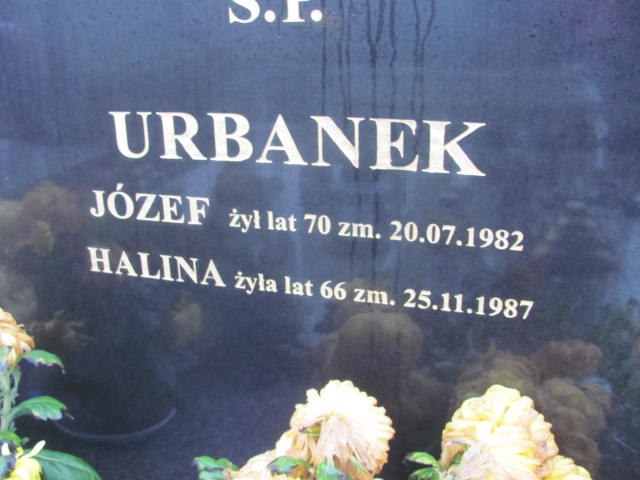 Ś.P.
URBANEK
JÓZEF żył lat 70 zm. 20.07.1982
HALINA żyła lat 66 zm. 25.11.1987